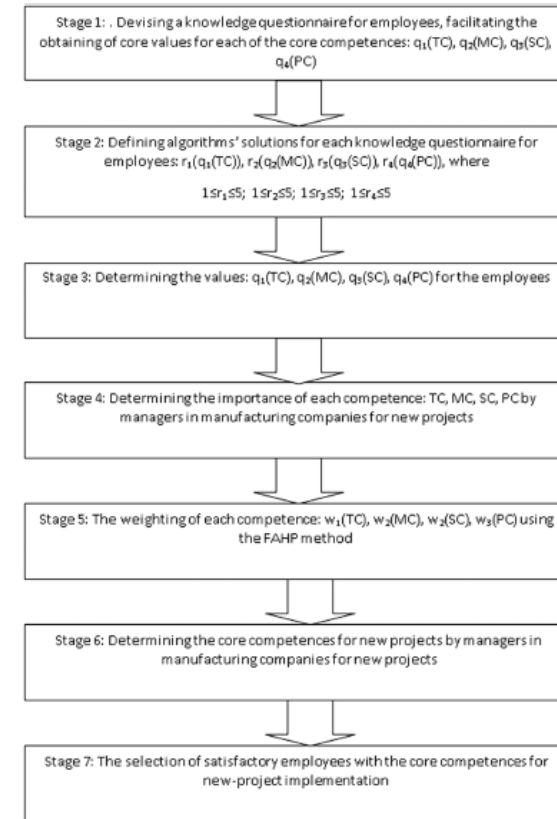 Stage 1: . Devising a knowledge questionnaire for employees, facilitating the
obtaining of core values for each of the core competences: q₁(TC), q₂(MC), q₃(SC),
q₄(PC)
Stage 2: Defining algorithms' solutions for each knowledge questionnaire for
employees: r₁(q₁(TC)), r₂(q₂(MC)), r₃(q₃(SC)), r₄(q₄(PC)), where
1≤r₁≤5; 1≤r₂≤5; 1≤r₃≤5; 1≤r₄≤5
Stage 3: Determining the values: q₁(TC), q₂(MC), q₃(SC), q₄(PC) for the employees
Stage 4: Determining the importance of each competence: TC, MC, SC, PC by
managers in manufacturing companies for new projects
Stage 5: The weighting of each competence: w₁(TC), w₂(MC), w₂(SC), w₃(PC) using
the FAHP method
Stage 6: Determining the core competences for new projects by managers in
manufacturing companies for new projects
Stage 7: The selection of satisfactory employees with the core competences for
new-project implementation